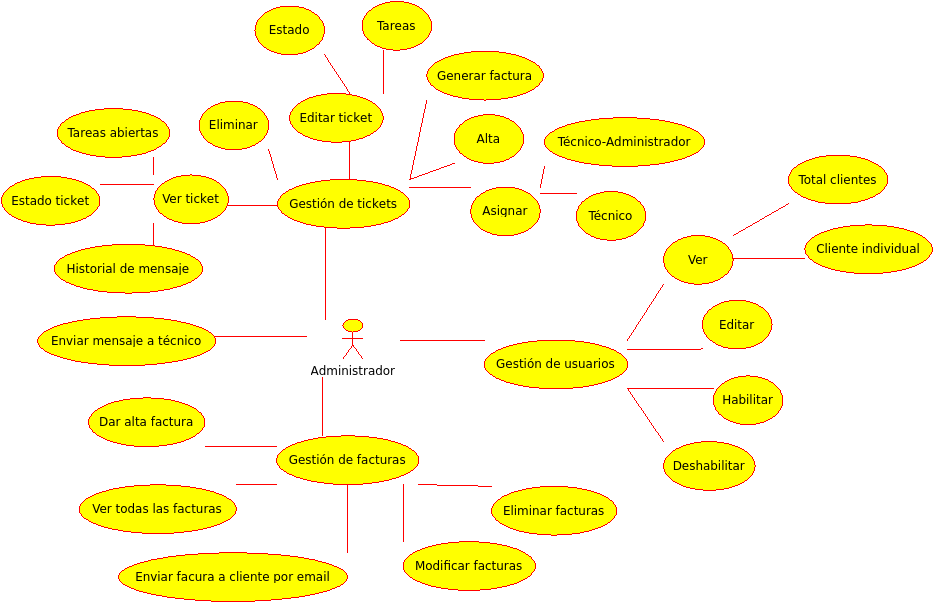 Estado
Tareas
Generar factura
Editar ticket
Eliminar
Tareas abiertas
Alta
Técnico-Administrador
Total clientes
Estado ticket
Ver ticket
Gestión de tickets
Asignar
Técnico
Cliente individual
Ver
Historial de mensaje
Editar
Enviar mensaje a técnico
Administrador
Gestión de usuarios
Habilitar
Dar alta factura
Gestión de facturas
Deshabilitar
Ver todas las facturas
Eliminar facturas
Modificar facturas
Enviar facura a cliente por email